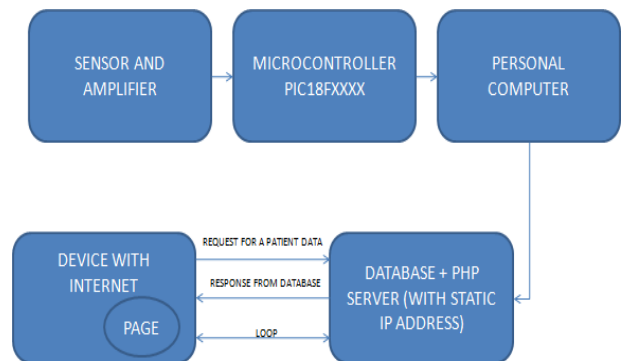 SENSOR AND
AMPLIFIER
MICROCONTROLLER
PIC18FXXXX
PERSONAL
COMPUTER
DEVICE WITH
INTERNET
PAGE
REQUEST FOR A PATIENT DATA
RESPONSE FROM DATABASE
LOOP
DATABASE + PHP
SERVER (WITH STATIC
IP ADDRESS)